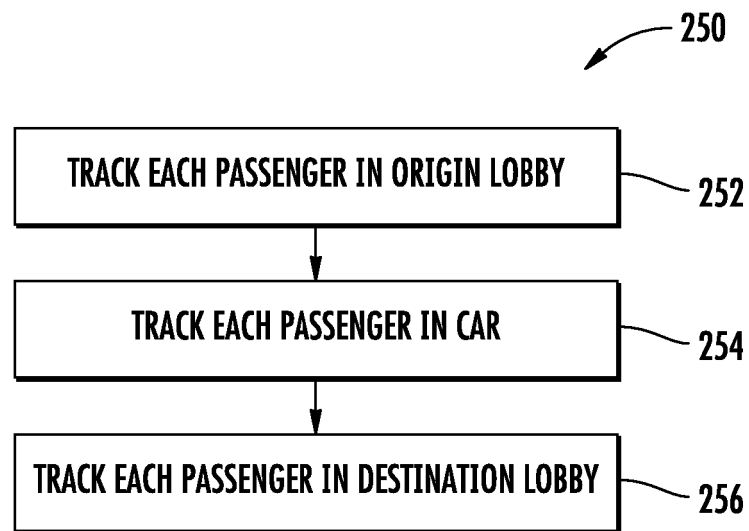 250
TRACK EACH PASSENGER IN ORIGIN LOBBY
252
TRACK EACH PASSENGER IN CAR
254
TRACK EACH PASSENGER IN DESTINATION LOBBY
256